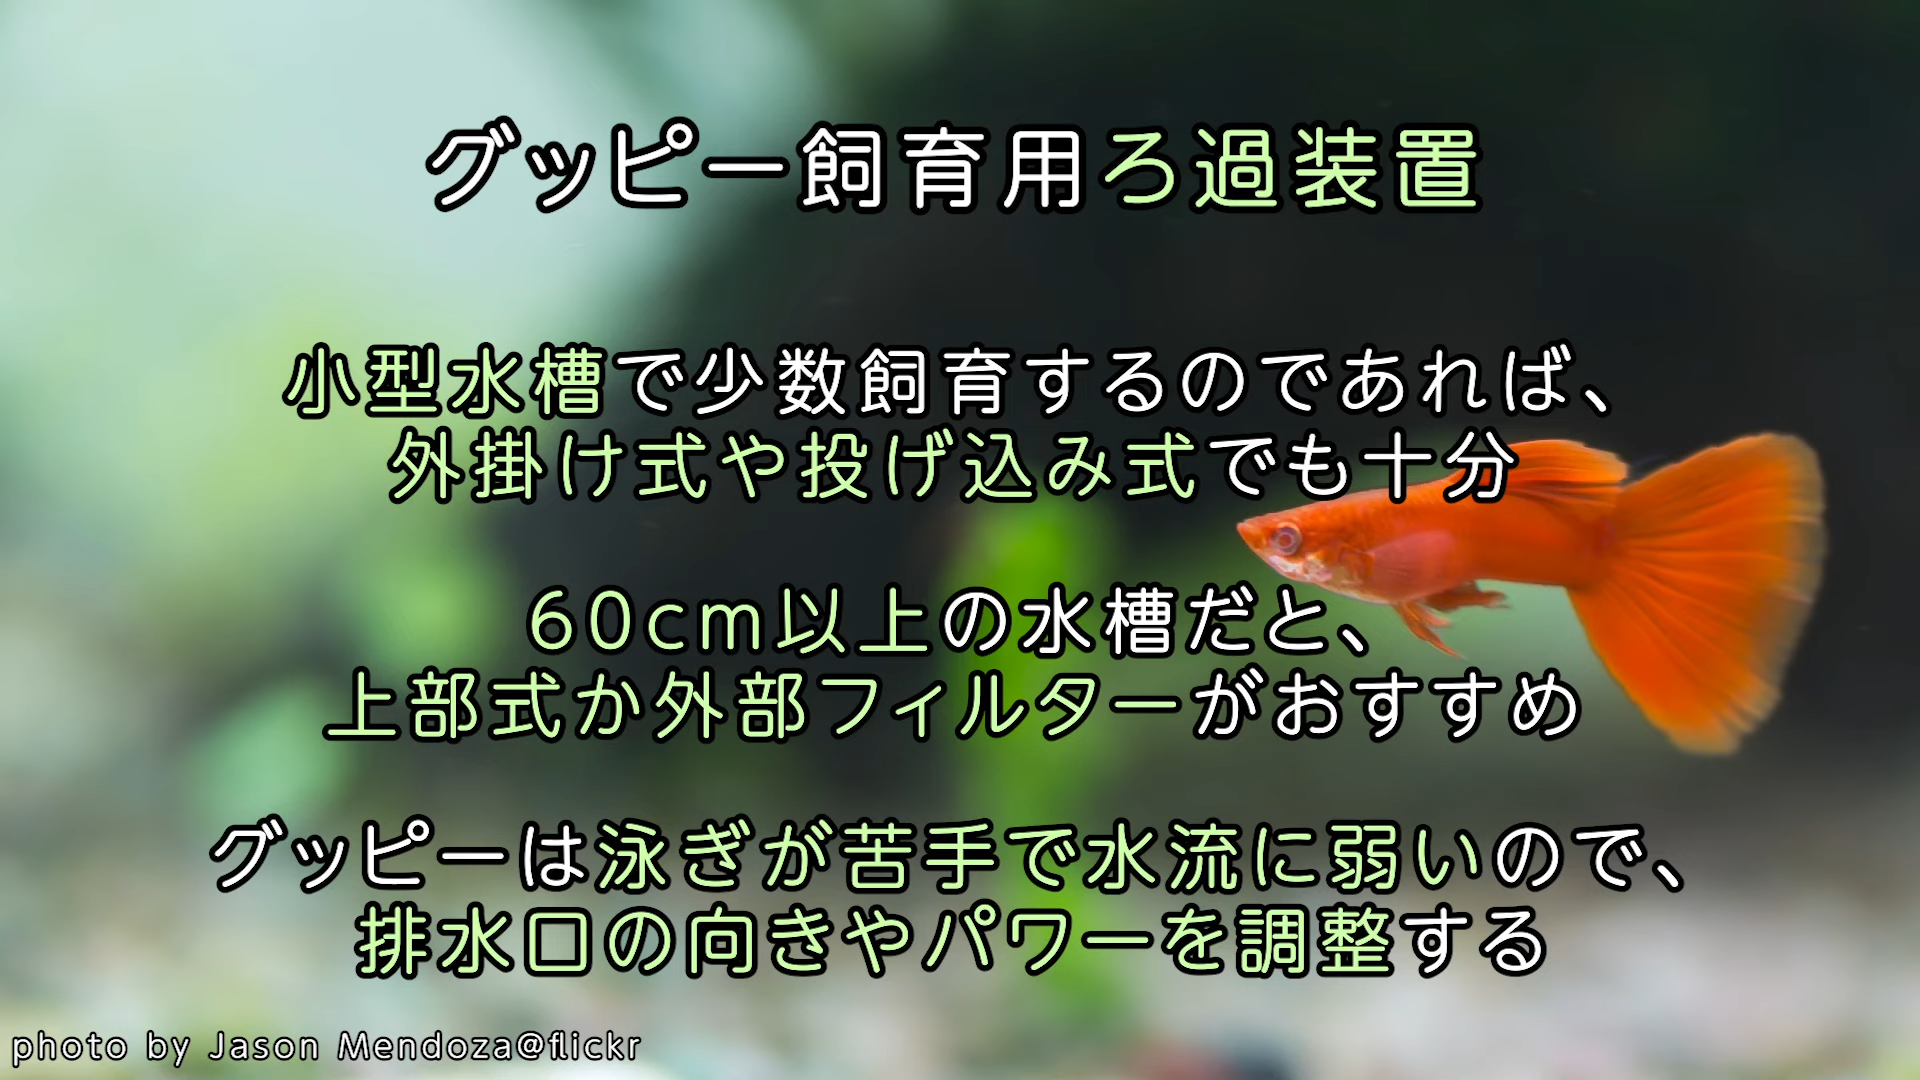 グッピー飼育用ろ過装置
小型水槽で少数飼育するのであれば、
外掛け式や投げ込み式でも十分
60cm以上の水槽だと、
上部式か外部フィルターがおすすめ
グッピーは泳ぎが苦手で水流に弱いので、
排水口の向きやパワーを調整する
photo by Jason Mendoza@flickr